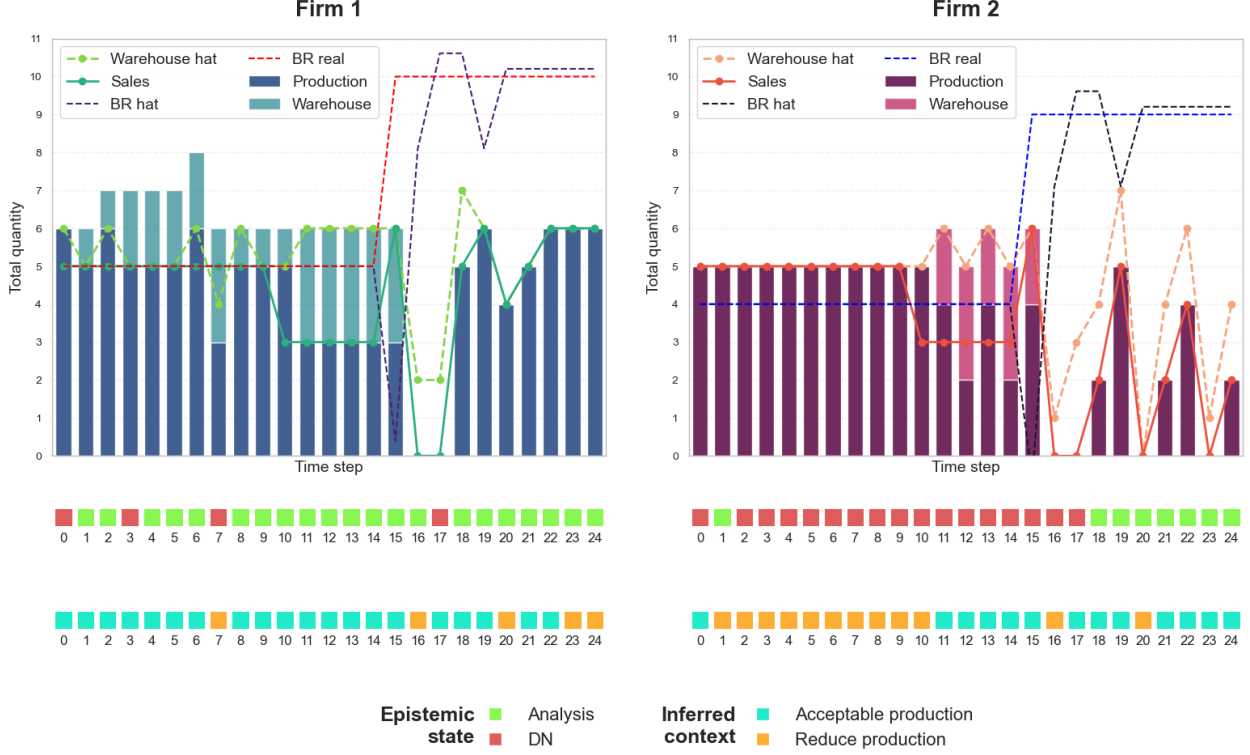 Firm 1
Firm 2
Warehouse hat
Sales
BR hat
BR real
Production
Warehouse
Warehouse hat
Sales
BR hat
BR real
Production
Warehouse
Total quantity
11
10
9
8
7
6
5
4
3
2
1
0
Time step
Total quantity
11
10
9
8
7
6
5
4
3
2
1
0
Time step
0 1 2 3 4 5 6 7 8 9 10 11 12 13 14 15 16 17 18 19 20 21 22 23 24
0 1 2 3 4 5 6 7 8 9 10 11 12 13 14 15 16 17 18 19 20 21 22 23 24
0 1 2 3 4 5 6 7 8 9 10 11 12 13 14 15 16 17 18 19 20 21 22 23 24
0 1 2 3 4 5 6 7 8 9 10 11 12 13 14 15 16 17 18 19 20 21 22 23 24
Epistemic
state
Analysis
DN
Inferred
context
Acceptable production
Reduce production